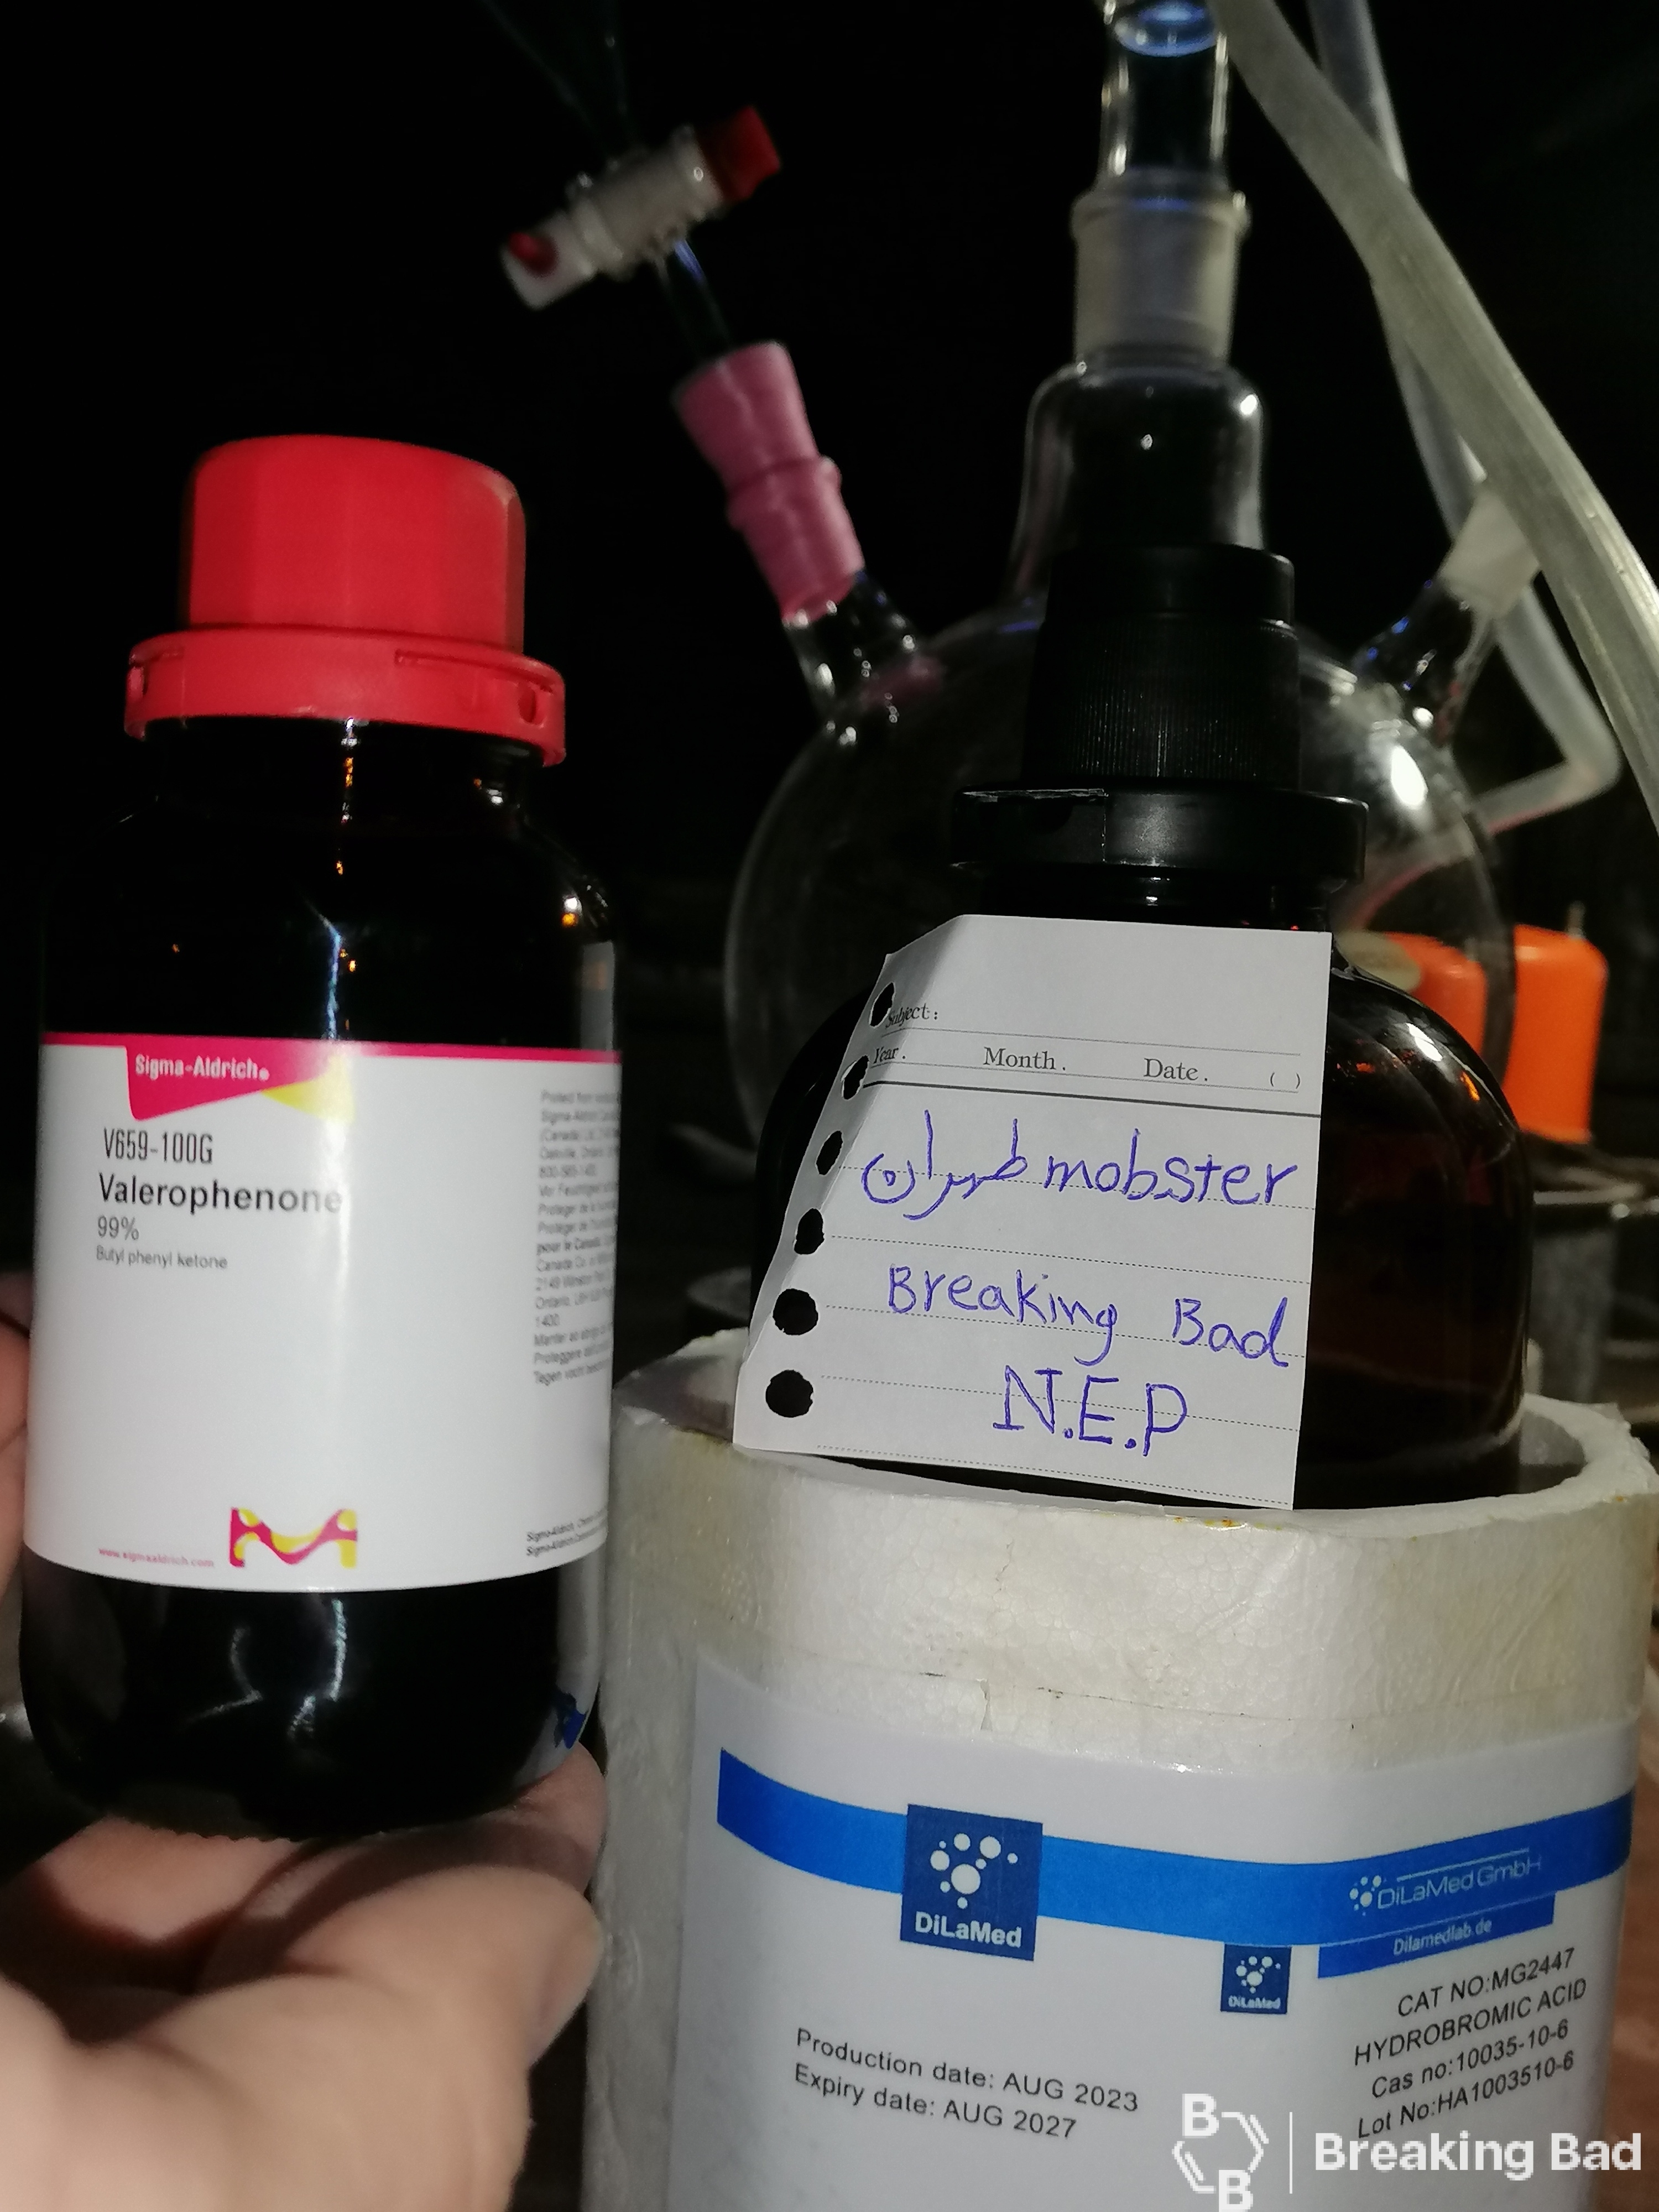 Sigma-Aldrich®
V659-100G
Valerophenone
99%
Butyl phenyl ketone
www.sigmaaldrich.com
Subject:
Year. Month. Date. ( )
طهران mobster
Breaking Bad
N.E.P
DiLaMed
DiLaMed GmbH
Dilamedlab.de
DiLaMed
CAT NO:MG2447
HYDROBROMIC ACID
Cas no:10035-10-6
Lot No:HA1003510-6
Production date: AUG 2023
Expiry date: AUG 2027
B
B
Breaking Bad